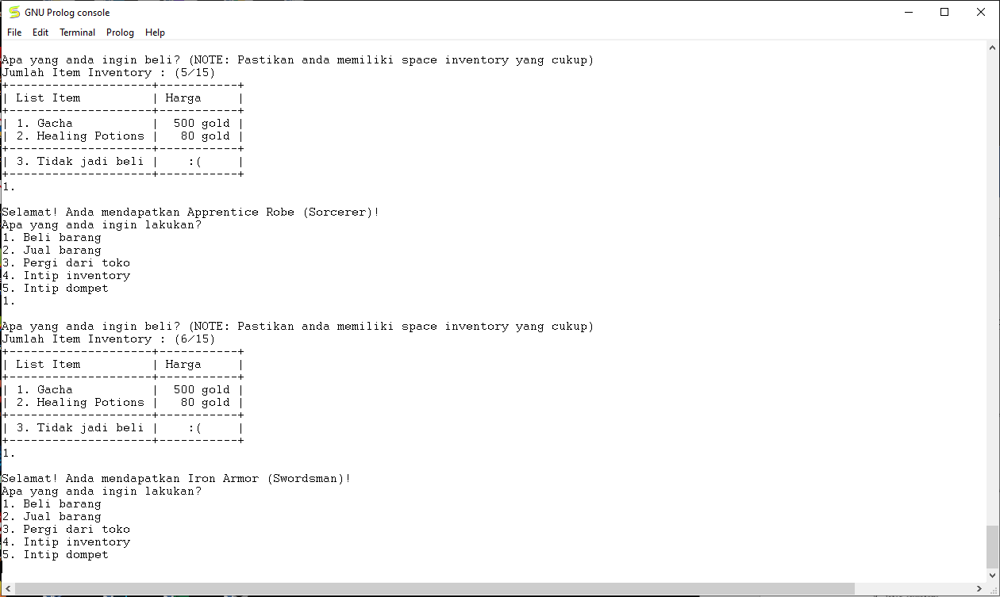 GNU Prolog console
File Edit Terminal Prolog Help
Apa yang anda ingin beli? (NOTE: Pastikan anda memiliki space inventory yang cukup)
Jumlah Item Inventory : (5/15)
+--------------------+-----------+
| List Item          | Harga     |
+--------------------+-----------+
| 1. Gacha           |  500 gold |
| 2. Healing Potions |   80 gold |
+--------------------+-----------+
| 3. Tidak jadi beli |    :(     |
+--------------------+-----------+
1.
Selamat! Anda mendapatkan Apprentice Robe (Sorcerer)!
Apa yang anda ingin lakukan?
1. Beli barang
2. Jual barang
3. Pergi dari toko
4. Intip inventory
5. Intip dompet
1.
Apa yang anda ingin beli? (NOTE: Pastikan anda memiliki space inventory yang cukup)
Jumlah Item Inventory : (6/15)
+--------------------+-----------+
| List Item          | Harga     |
+--------------------+-----------+
| 1. Gacha           |  500 gold |
| 2. Healing Potions |   80 gold |
+--------------------+-----------+
| 3. Tidak jadi beli |    :(     |
+--------------------+-----------+
1.
Selamat! Anda mendapatkan Iron Armor (Swordsman)!
Apa yang anda ingin lakukan?
1. Beli barang
2. Jual barang
3. Pergi dari toko
4. Intip inventory
5. Intip dompet